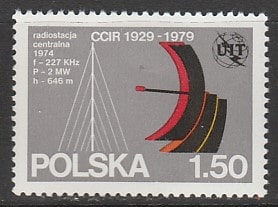 radiostacja
centralna
1974
f - 227 KHz
P - 2 MW
h - 646 m
CCIR 1929 - 1979
UIT
POLSKA
1.50